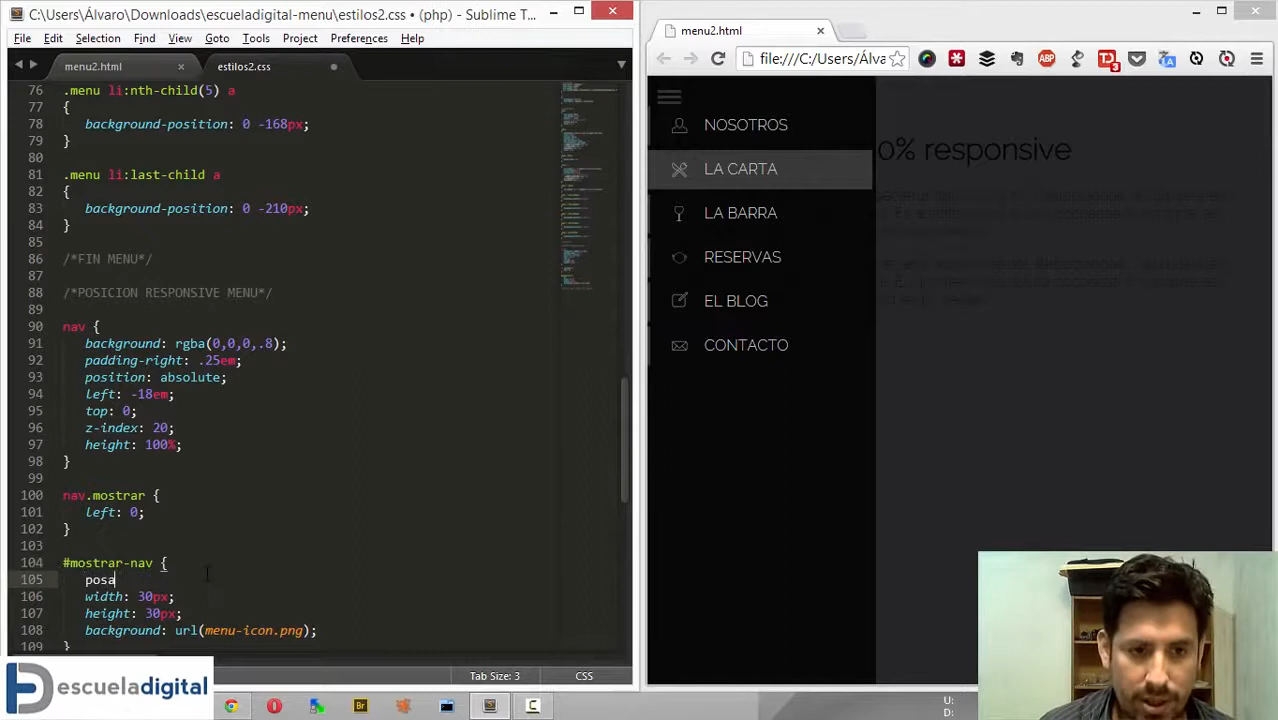 C:\Users\Álvaro\Downloads\escueladigital-menu\estilos2.css • (php) - Sublime T...
File Edit Selection Find View Goto Tools Project Preferences Help
menu2.html
estilos2.css
76 .menu li:nth-child(5) a
77 {
78 background-position: 0 -168px;
79 }
80
81 .menu li:last-child a
82 {
83 background-position: 0 -210px;
84 }
85
86 /*FIN MENU*/
87
88 /*POSICION RESPONSIVE MENU*/
89
90 nav {
91 background: rgba(0,0,0,.8);
92 padding-right: .25em;
93 position: absolute;
94 left: -18em;
95 top: 0;
96 z-index: 20;
97 height: 100%;
98 }
99
100 nav.mostrar {
101 left: 0;
102 }
103
104 #mostrar-nav {
105 posa
106 width: 30px;
107 height: 30px;
108 background: url(menu-icon.png);
109 }
Tab Size: 3 CSS
escueladigital
menu2.html
file:///C:/Users/Álva
ABP
3
NOSOTROS
LA CARTA
LA BARRA
RESERVAS
EL BLOG
CONTACTO
0% responsive
Br
U:
D: